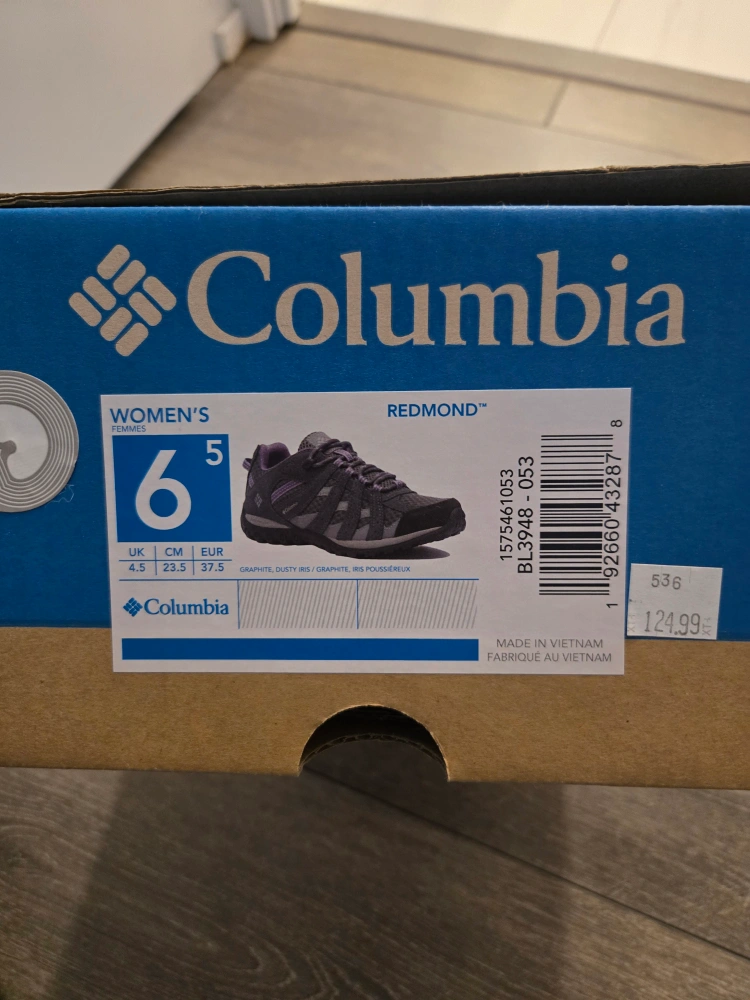 Columbia
WOMEN'S
FEMMES
6 5
UK CM EUR
4.5 23.5 37.5
REDMOND™
GRAPHITE, DUSTY IRIS / GRAPHITE, IRIS POUSSIÉREUX
Columbia
1575461053
BL3948 - 053
1 92660 43287 8
MADE IN VIETNAM
FABRIQUÉ AU VIETNAM
536
124.99